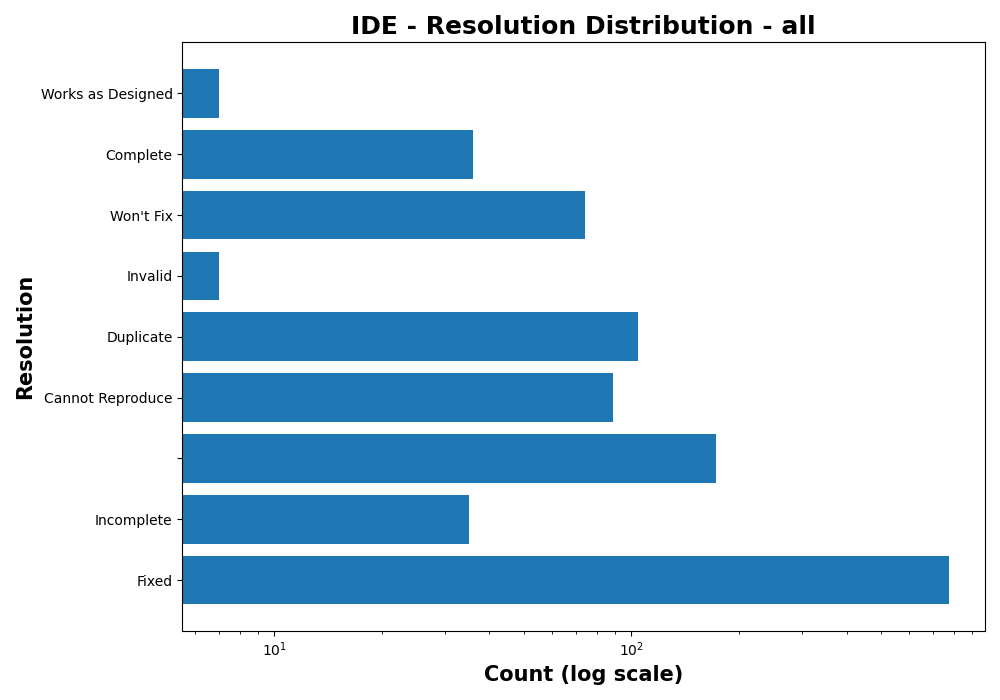 IDE - Resolution Distribution - all
Works as Designed
Complete
Won't Fix
Invalid
Duplicate
Cannot Reproduce
Incomplete
Fixed
Resolution
10¹
10²
Count (log scale)